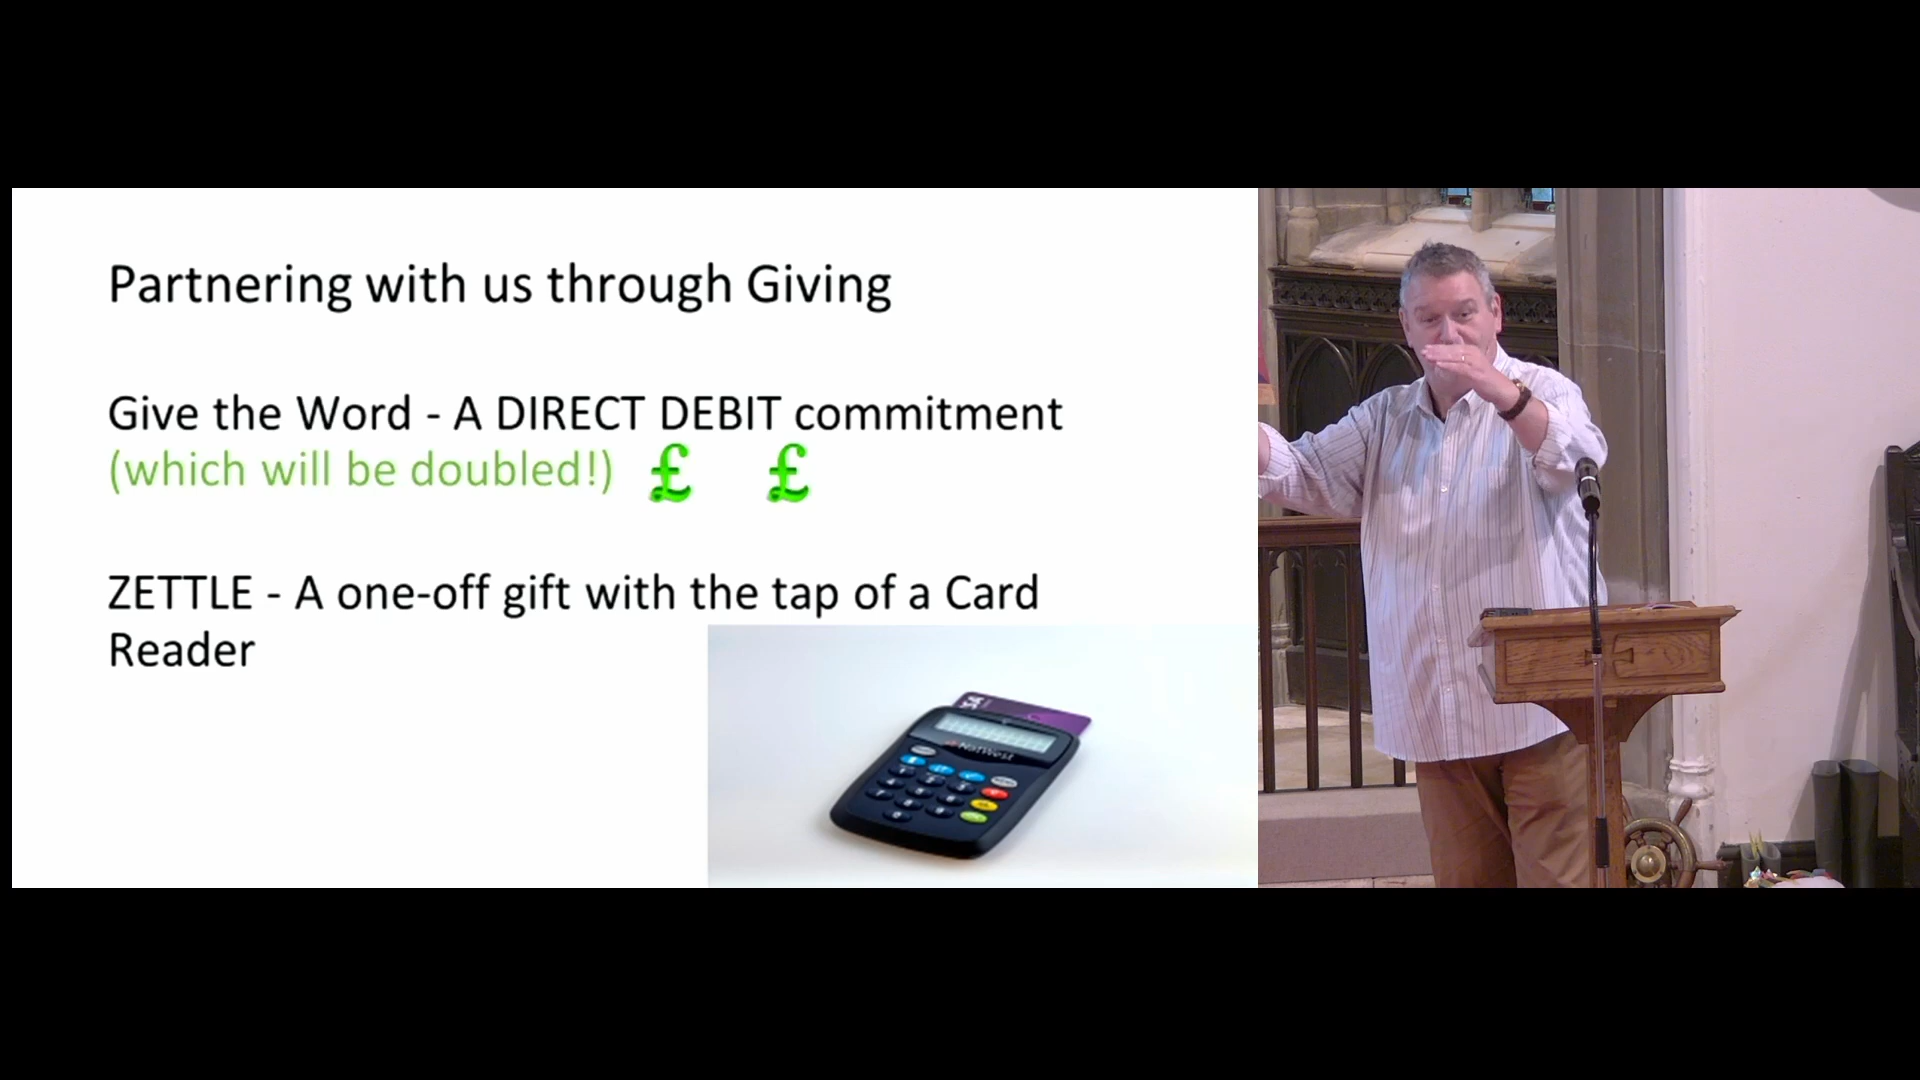 Partnering with us through Giving
Give the Word - A DIRECT DEBIT commitment
(which will be doubled!) £ £
ZETTLE - A one-off gift with the tap of a Card
Reader
NatWest